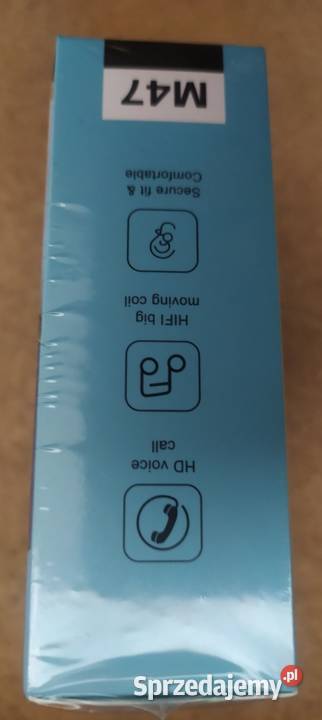 HD voice
call
HIFI big
moving coil
Secure fit &
Comfortable
M47
Sprzedajemy.pl